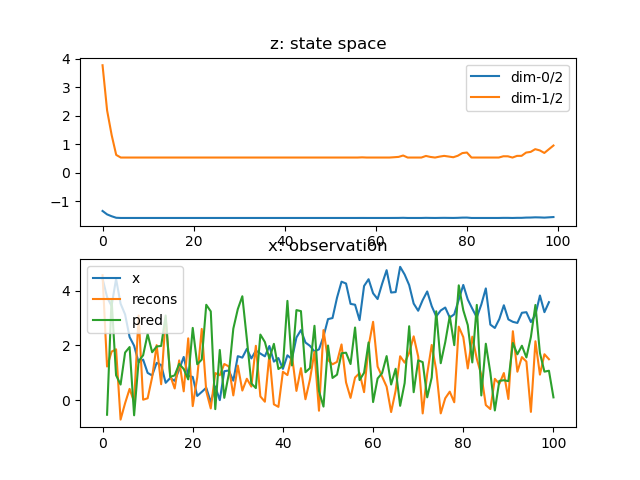 z: state space
4
3
2
1
0
−1
dim-0/2
dim-1/2
0 20 40 60 80 100
x: observation
4
2
0
x
recons
pred
0 20 40 60 80 100